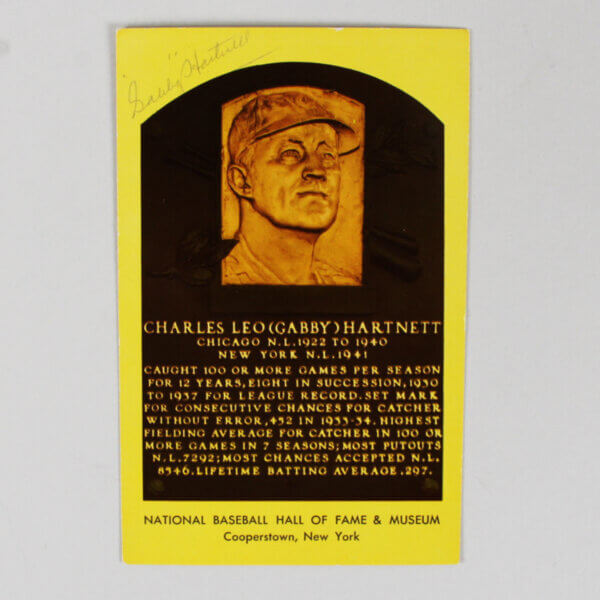 "Gabby" Hartnett
CHARLES LEO (GABBY) HARTNETT
CHICAGO N.L. 1922 TO 1940
NEW YORK N.L. 1941
CAUGHT 100 OR MORE GAMES PER SEASON
FOR 12 YEARS, EIGHT IN SUCCESSION, 1930
TO 1937 FOR LEAGUE RECORD. SET MARK
FOR CONSECUTIVE CHANCES FOR CATCHER
WITHOUT ERROR, 452 IN 1933-34. HIGHEST
FIELDING AVERAGE FOR CATCHER IN 100 OR
MORE GAMES IN 7 SEASONS; MOST PUTOUTS
N.L. 7292; MOST CHANCES ACCEPTED N.L.
8546. LIFETIME BATTING AVERAGE .297.
NATIONAL BASEBALL HALL OF FAME & MUSEUM
Cooperstown, New York